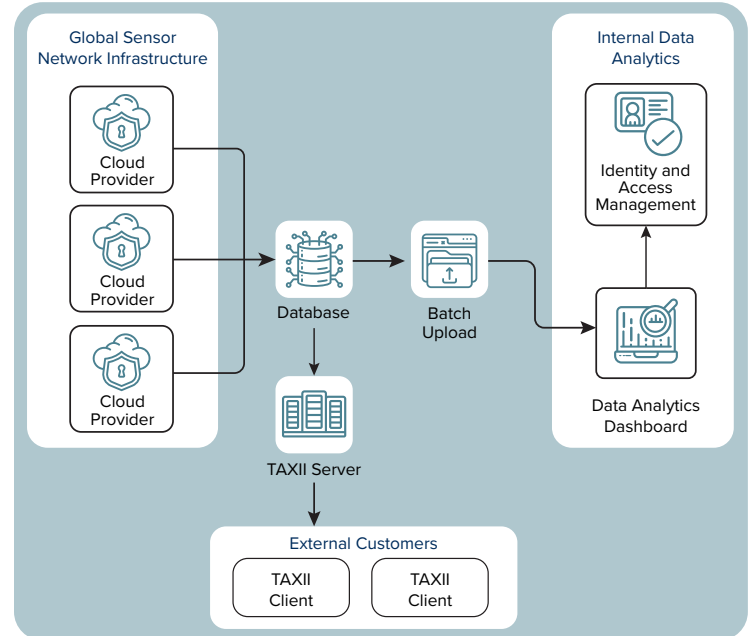 Global Sensor
Network Infrastructure
Cloud
Provider
Cloud
Provider
Cloud
Provider
Database
Batch
Upload
TAXII Server
External Customers
TAXII
Client
TAXII
Client
Internal Data
Analytics
Identity and
Access
Management
Data Analytics
Dashboard